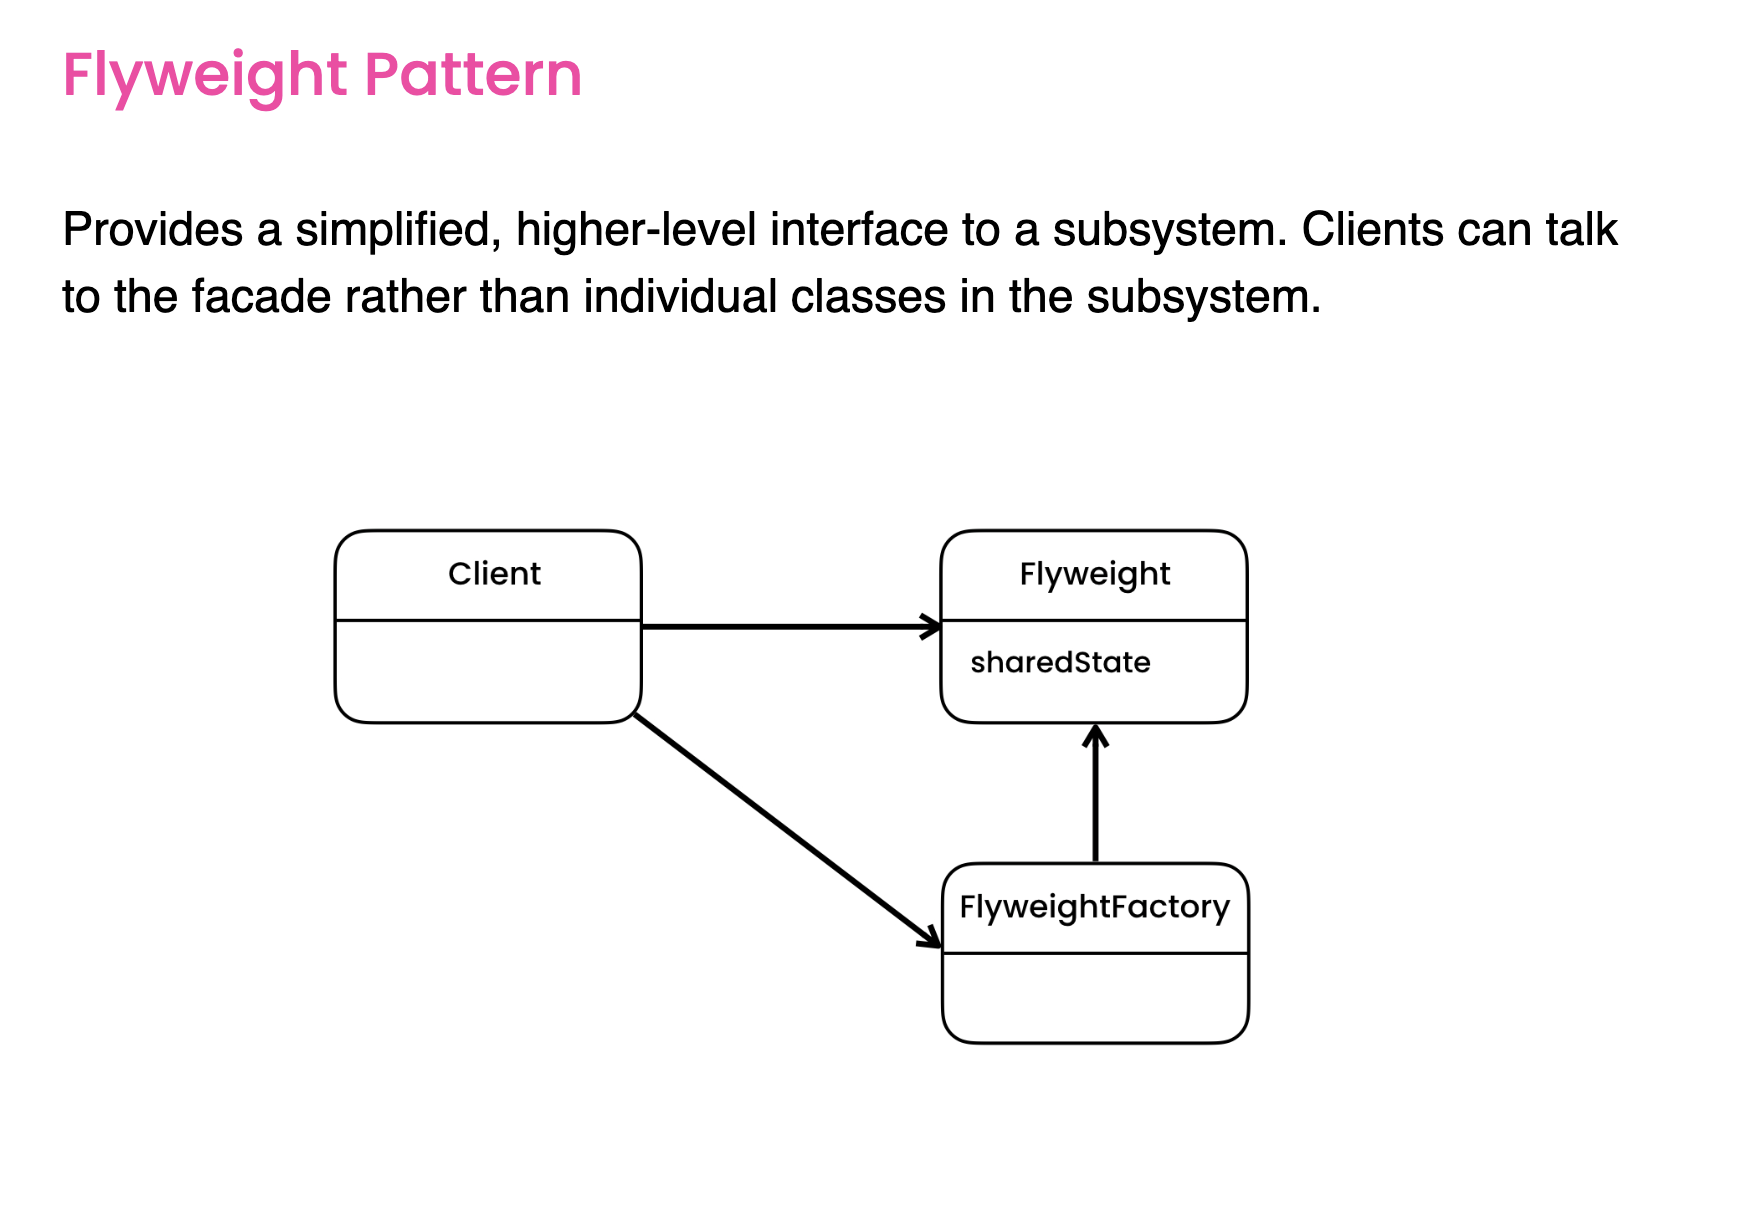 Flyweight Pattern
Provides a simplified, higher-level interface to a subsystem. Clients can talk
to the facade rather than individual classes in the subsystem.
Client
Flyweight
sharedState
FlyweightFactory